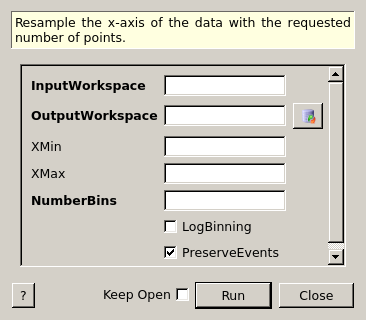 Resample the x-axis of the data with the requested
number of points.
InputWorkspace
OutputWorkspace
XMin
XMax
NumberBins
LogBinning
PreserveEvents
? Keep Open Run Close